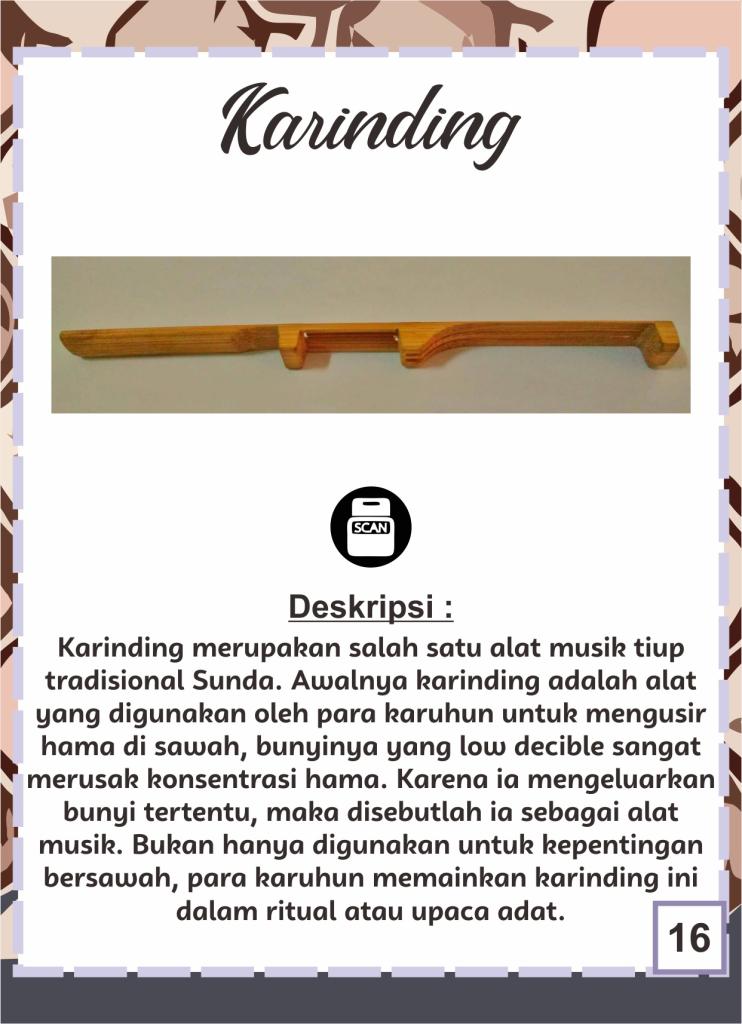 Karinding
SCAN
Deskripsi :
Karinding merupakan salah satu alat musik tiup
tradisional Sunda. Awalnya karinding adalah alat
yang digunakan oleh para karuhun untuk mengusir
hama di sawah, bunyinya yang low decible sangat
merusak konsentrasi hama. Karena ia mengeluarkan
bunyi tertentu, maka disebutlah ia sebagai alat
musik. Bukan hanya digunakan untuk kepentingan
bersawah, para karuhun memainkan karinding ini
dalam ritual atau upaca adat.
16